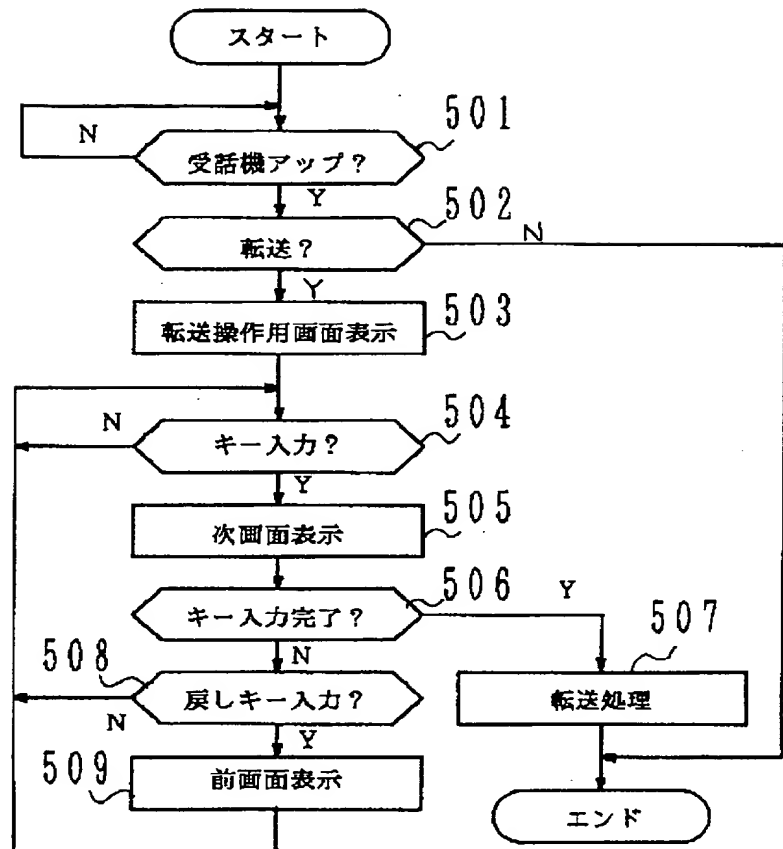 スタート
N
501
受話機アップ?
Y
502
転送?
N
Y
503
転送操作用画面表示
N
504
キー入力?
Y
505
次画面表示
506
Y
キー入力完了?
507
N
508
戻しキー入力?
転送処理
N
Y
509
前画面表示
エンド